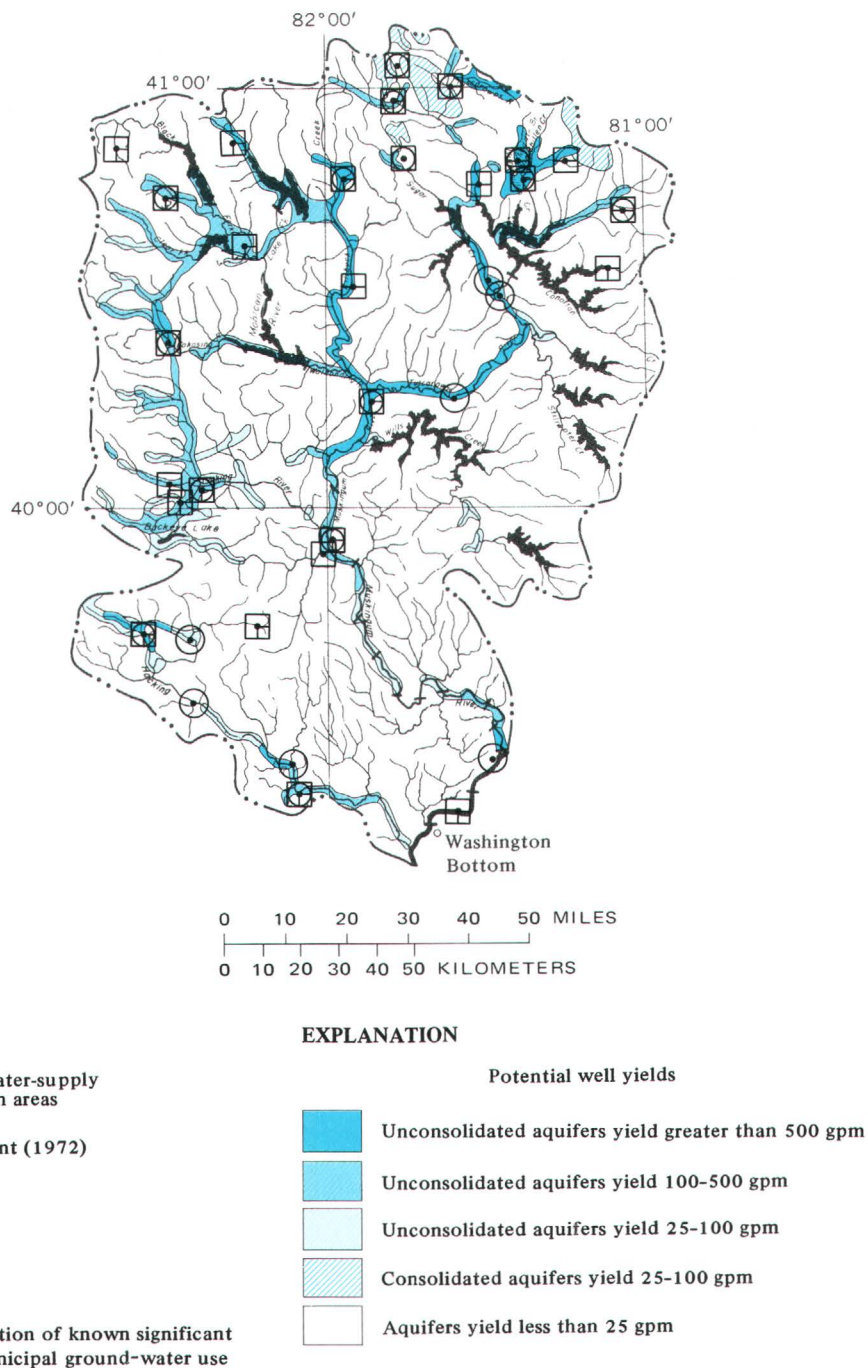 82°00′
41°00′
81°00′
Black
Creek
Sugar
Lake
Mohican
River
River
Wills
Creek
40°00′
River
Muskingum
Buckeye Lake
MUSKINGUM
Hocking
River
Washington
Bottom
0 10 20 30 40 50 MILES
0 10 20 30 40 50 KILOMETERS
EXPLANATION
ater-supply
n areas
nt (1972)
tion of known significant
nicipal ground-water use
Potential well yields
Unconsolidated aquifers yield greater than 500 gpm
Unconsolidated aquifers yield 100-500 gpm
Unconsolidated aquifers yield 25-100 gpm
Consolidated aquifers yield 25-100 gpm
Aquifers yield less than 25 gpm